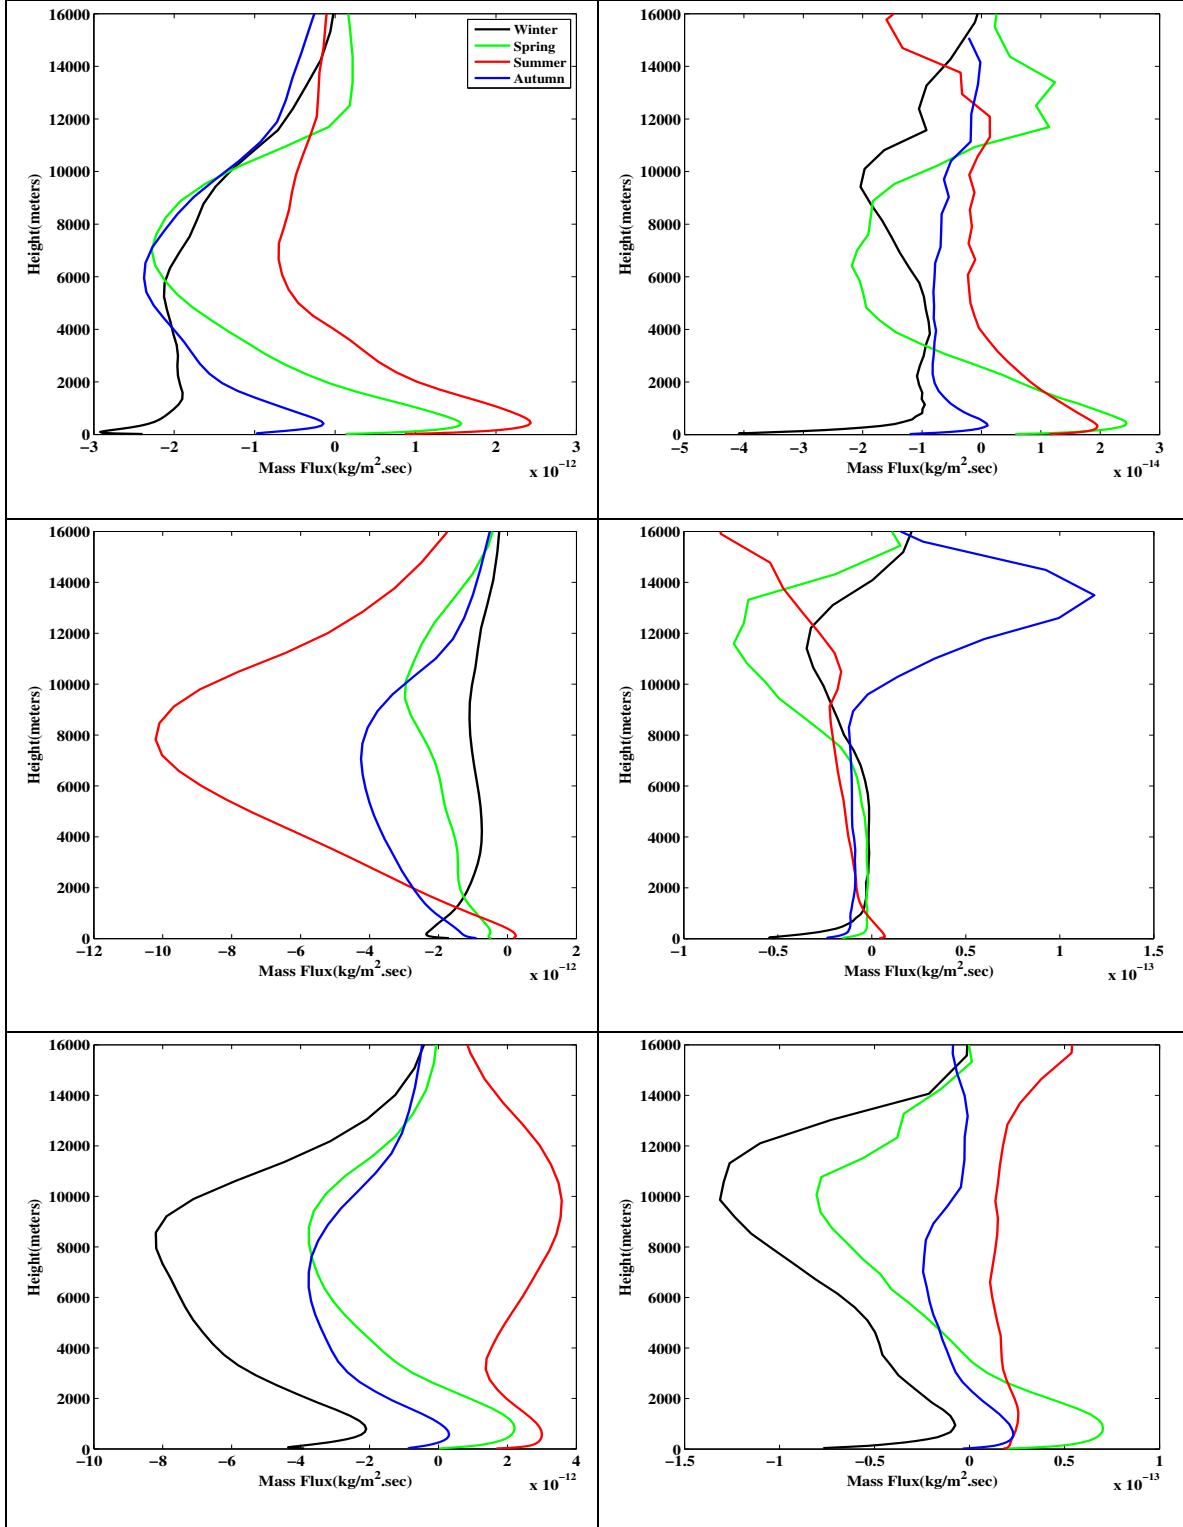 16000
14000
12000
10000
8000
6000
4000
2000
0
Height(meters)
−3 −2 −1 0 1 2 3
Mass Flux(kg/m².sec)
x 10⁻¹²
Winter
Spring
Summer
Autumn
16000
14000
12000
10000
8000
6000
4000
2000
0
Height(meters)
−5 −4 −3 −2 −1 0 1 2 3
Mass Flux(kg/m².sec)
x 10⁻¹⁴
16000
14000
12000
10000
8000
6000
4000
2000
0
Height(meters)
−12 −10 −8 −6 −4 −2 0 2
Mass Flux(kg/m².sec)
x 10⁻¹²
16000
14000
12000
10000
8000
6000
4000
2000
0
Height(meters)
−1 −0.5 0 0.5 1 1.5
Mass Flux(kg/m².sec)
x 10⁻¹³
16000
14000
12000
10000
8000
6000
4000
2000
0
Height(meters)
−10 −8 −6 −4 −2 0 2 4
Mass Flux(kg/m².sec)
x 10⁻¹²
16000
14000
12000
10000
8000
6000
4000
2000
0
Height(meters)
−1.5 −1 −0.5 0 0.5 1
Mass Flux(kg/m².sec)
x 10⁻¹³